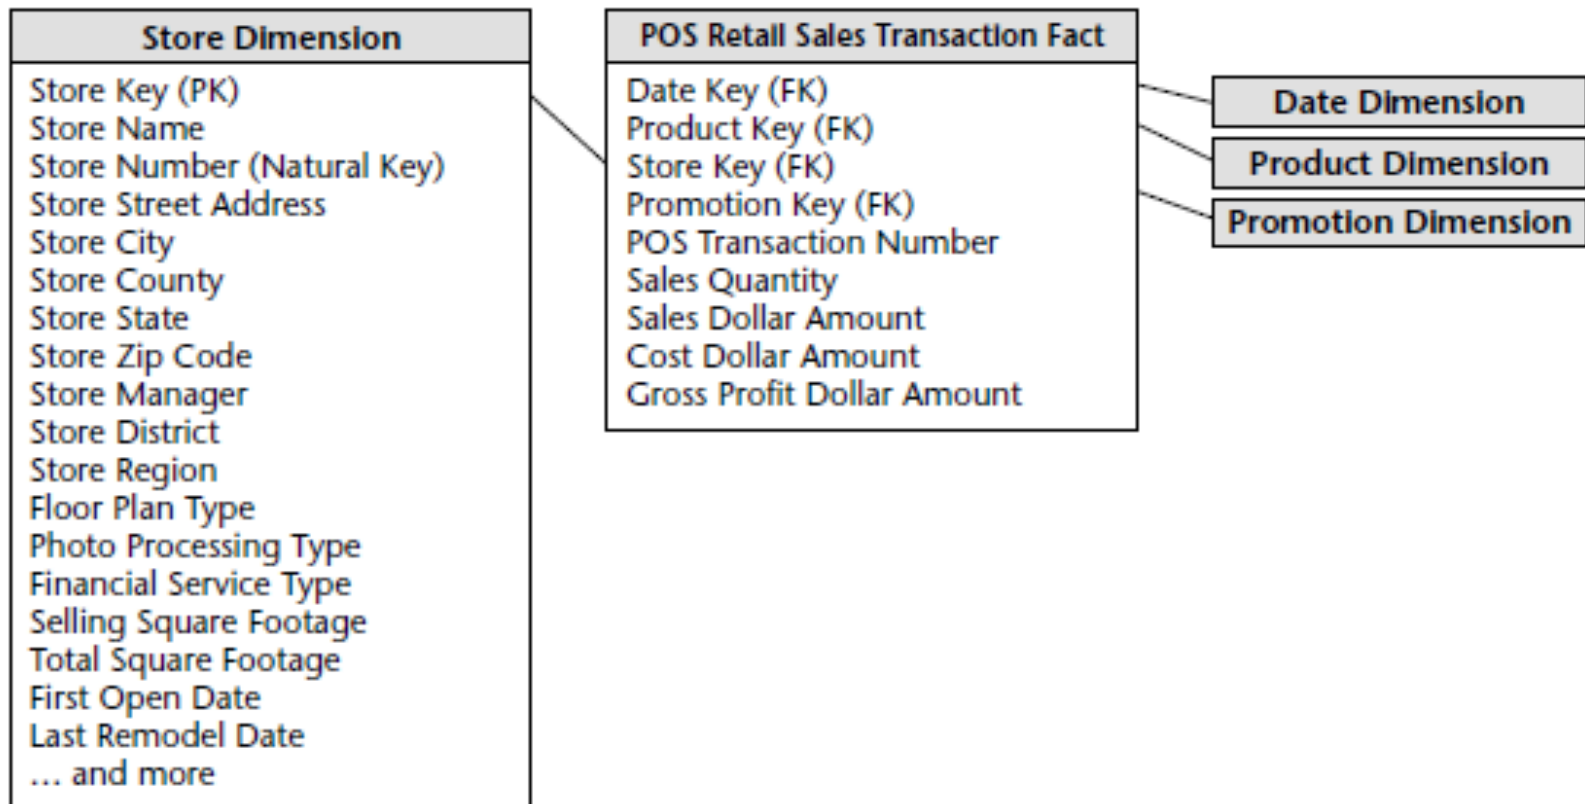 Store Dimension
Store Key (PK)
Store Name
Store Number (Natural Key)
Store Street Address
Store City
Store County
Store State
Store Zip Code
Store Manager
Store District
Store Region
Floor Plan Type
Photo Processing Type
Financial Service Type
Selling Square Footage
Total Square Footage
First Open Date
Last Remodel Date
... and more
POS Retail Sales Transaction Fact
Date Key (FK)
Product Key (FK)
Store Key (FK)
Promotion Key (FK)
POS Transaction Number
Sales Quantity
Sales Dollar Amount
Cost Dollar Amount
Gross Profit Dollar Amount
Date Dimension
Product Dimension
Promotion Dimension